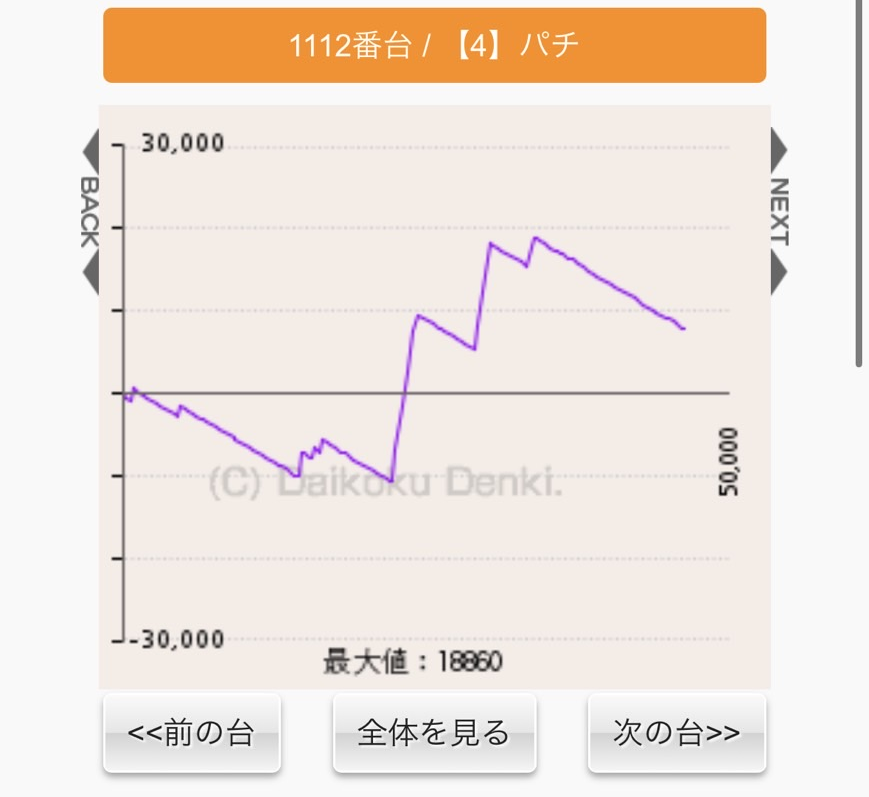 1112番台 / 【4】パチ
30,000
BACK
NEXT
50,000
(C) Daikoku Denki.
-30,000
最大値：18860
<<前の台
全体を見る
次の台>>